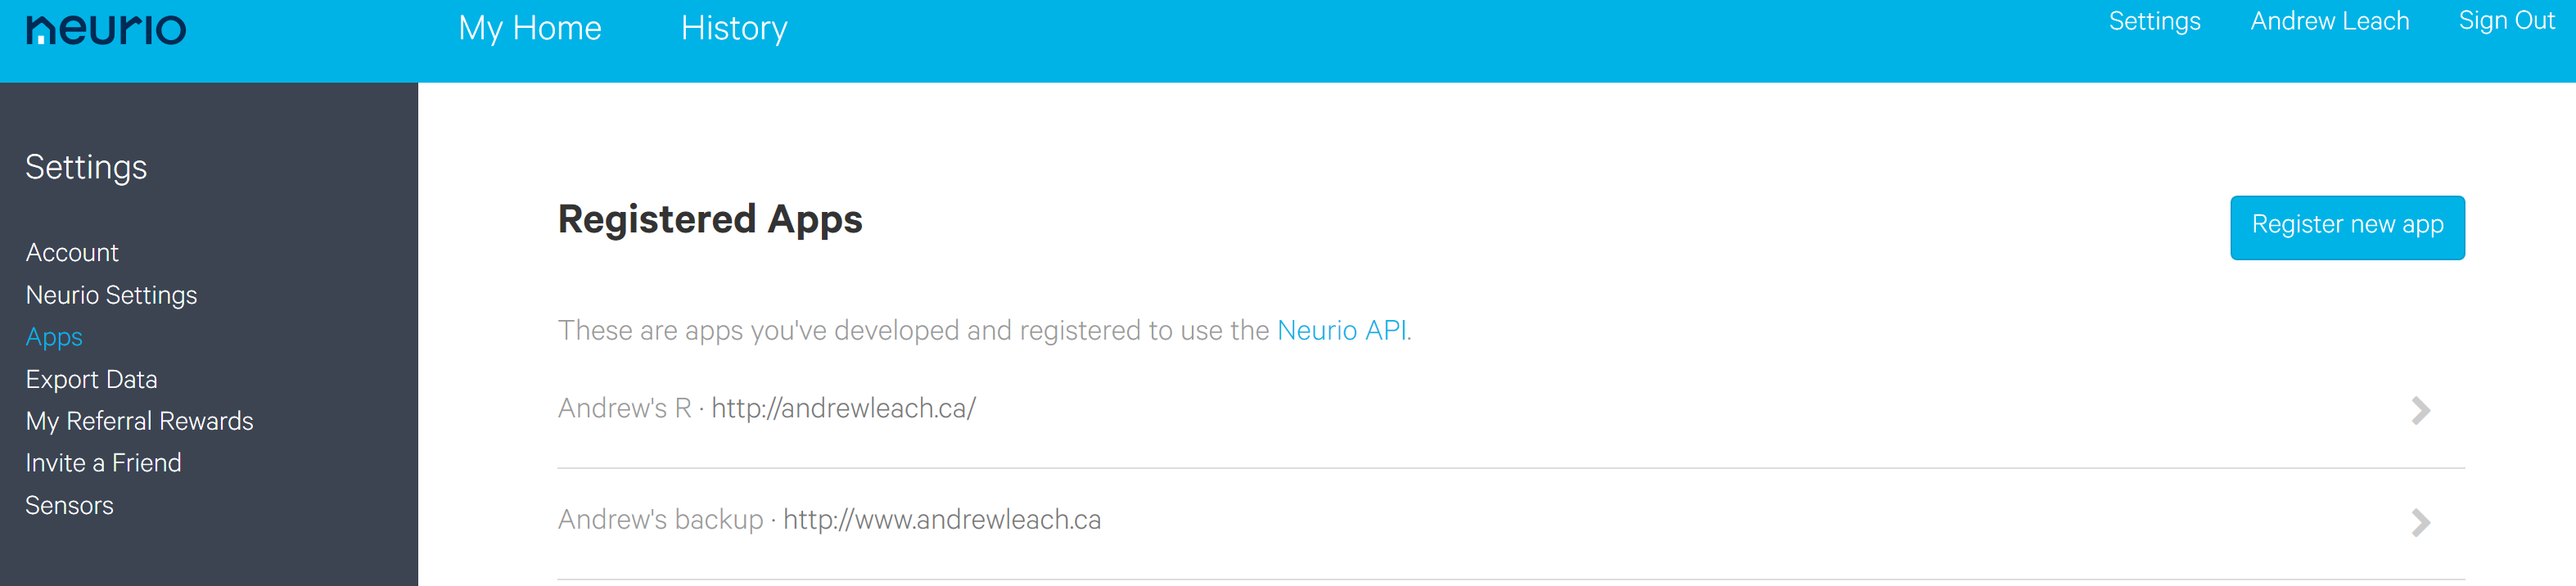 neurio
My Home
History
Settings
Andrew Leach
Sign Out
Settings
Account
Neurio Settings
Apps
Export Data
My Referral Rewards
Invite a Friend
Sensors
Registered Apps
Register new app
These are apps you've developed and registered to use the Neurio API.
Andrew's R · http://andrewleach.ca/
Andrew's backup · http://www.andrewleach.ca